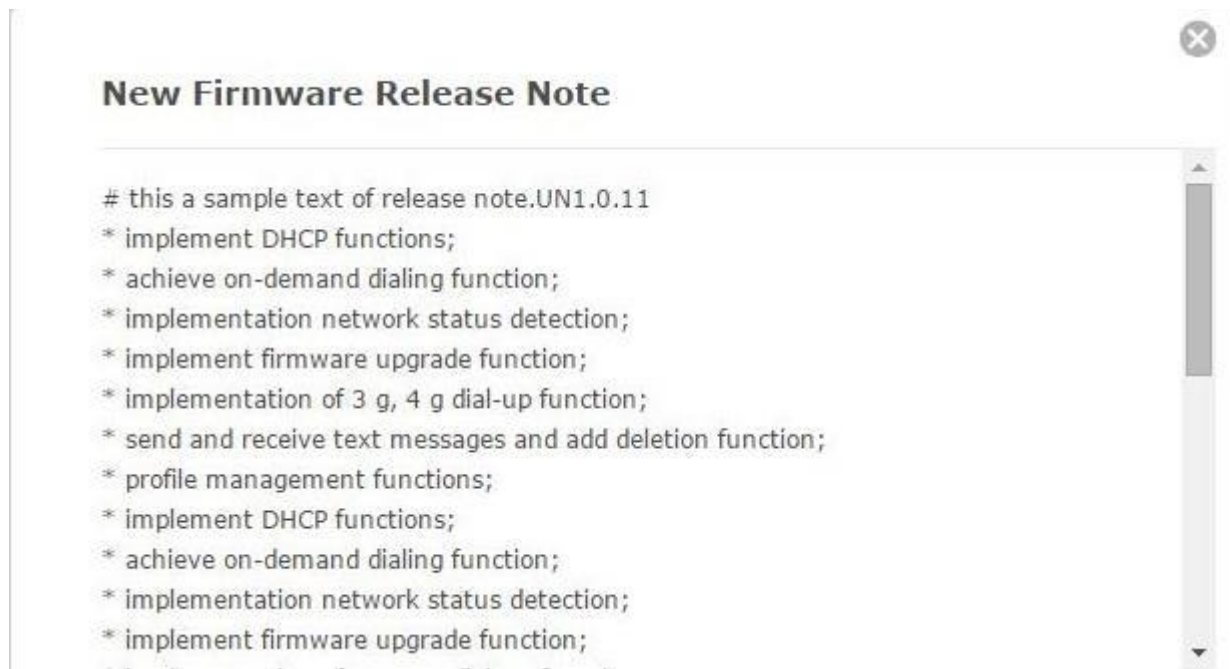 New Firmware Release Note
# this a sample text of release note.UN1.0.11
* implement DHCP functions;
* achieve on-demand dialing function;
* implementation network status detection;
* implement firmware upgrade function;
* implementation of 3 g, 4 g dial-up function;
* send and receive text messages and add deletion function;
* profile management functions;
* implement DHCP functions;
* achieve on-demand dialing function;
* implementation network status detection;
* implement firmware upgrade function;